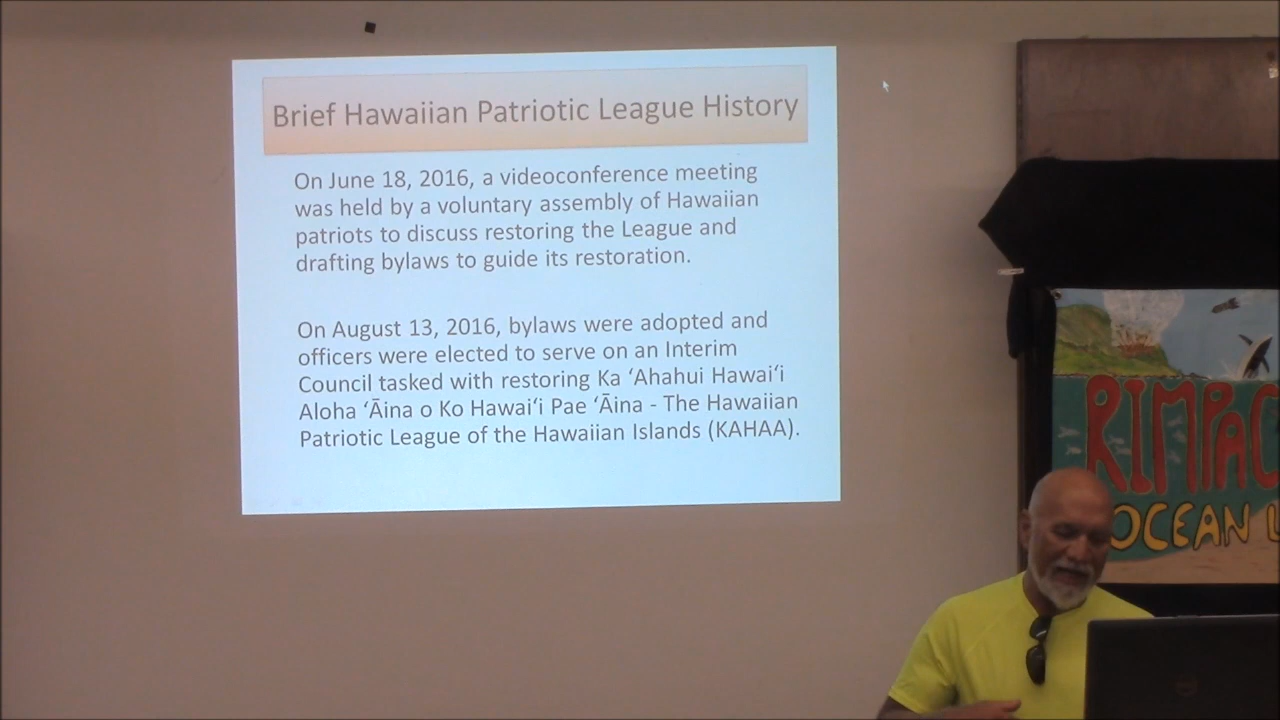 Brief Hawaiian Patriotic League History
On June 18, 2016, a videoconference meeting
was held by a voluntary assembly of Hawaiian
patriots to discuss restoring the League and
drafting bylaws to guide its restoration.
On August 13, 2016, bylaws were adopted and
officers were elected to serve on an Interim
Council tasked with restoring Ka ʻAhahui Hawaiʻi
Aloha ʻĀina o Ko Hawaiʻi Pae ʻĀina - The Hawaiian
Patriotic League of the Hawaiian Islands (KAHAA).
RIMPAC
OCEAN